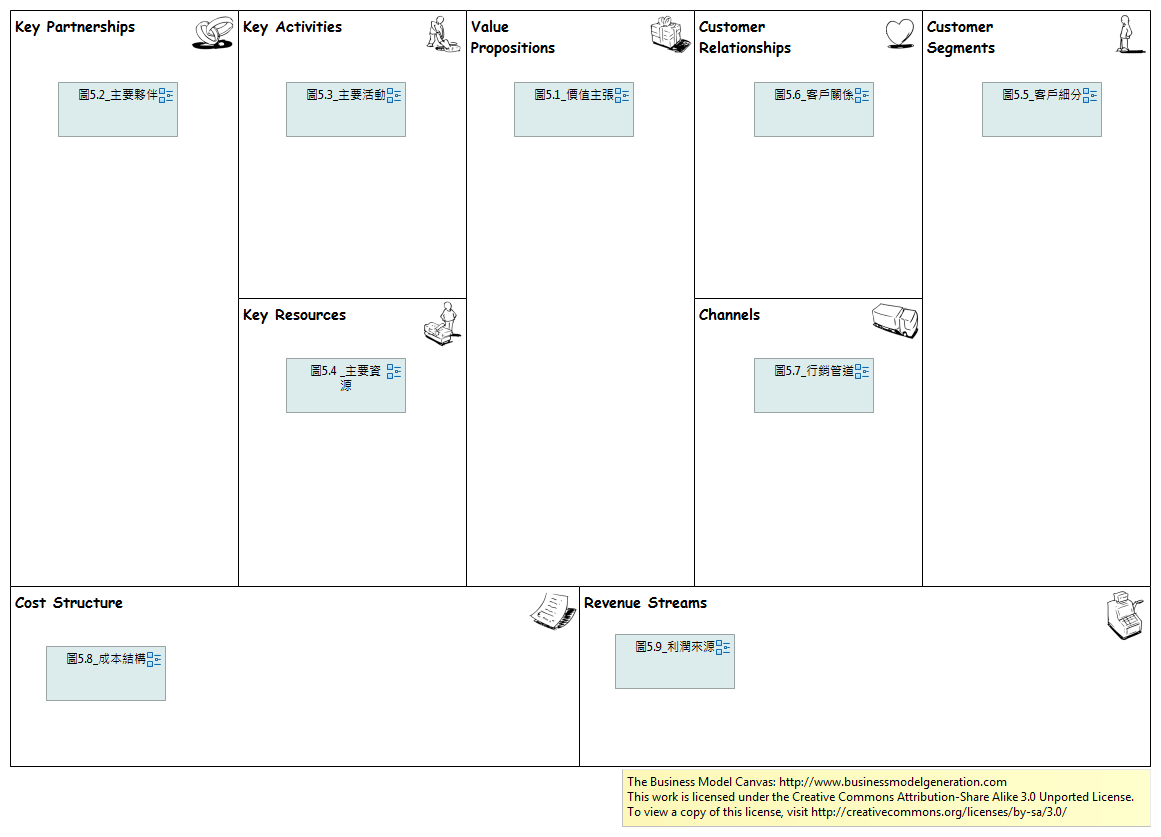 Key Partnerships
圖5.2_主要夥伴
Key Activities
圖5.3_主要活動
Value
Propositions
圖5.1_價值主張
Customer
Relationships
圖5.6_客戶關係
Customer
Segments
圖5.5_客戶細分
Key Resources
圖5.4 _主要資
源
Channels
圖5.7_行銷管道
Cost Structure
圖5.8_成本結構
Revenue Streams
圖5.9_利潤來源
The Business Model Canvas: http://www.businessmodelgeneration.com
This work is licensed under the Creative Commons Attribution-Share Alike 3.0 Unported License.
To view a copy of this license, visit http://creativecommons.org/licenses/by-sa/3.0/